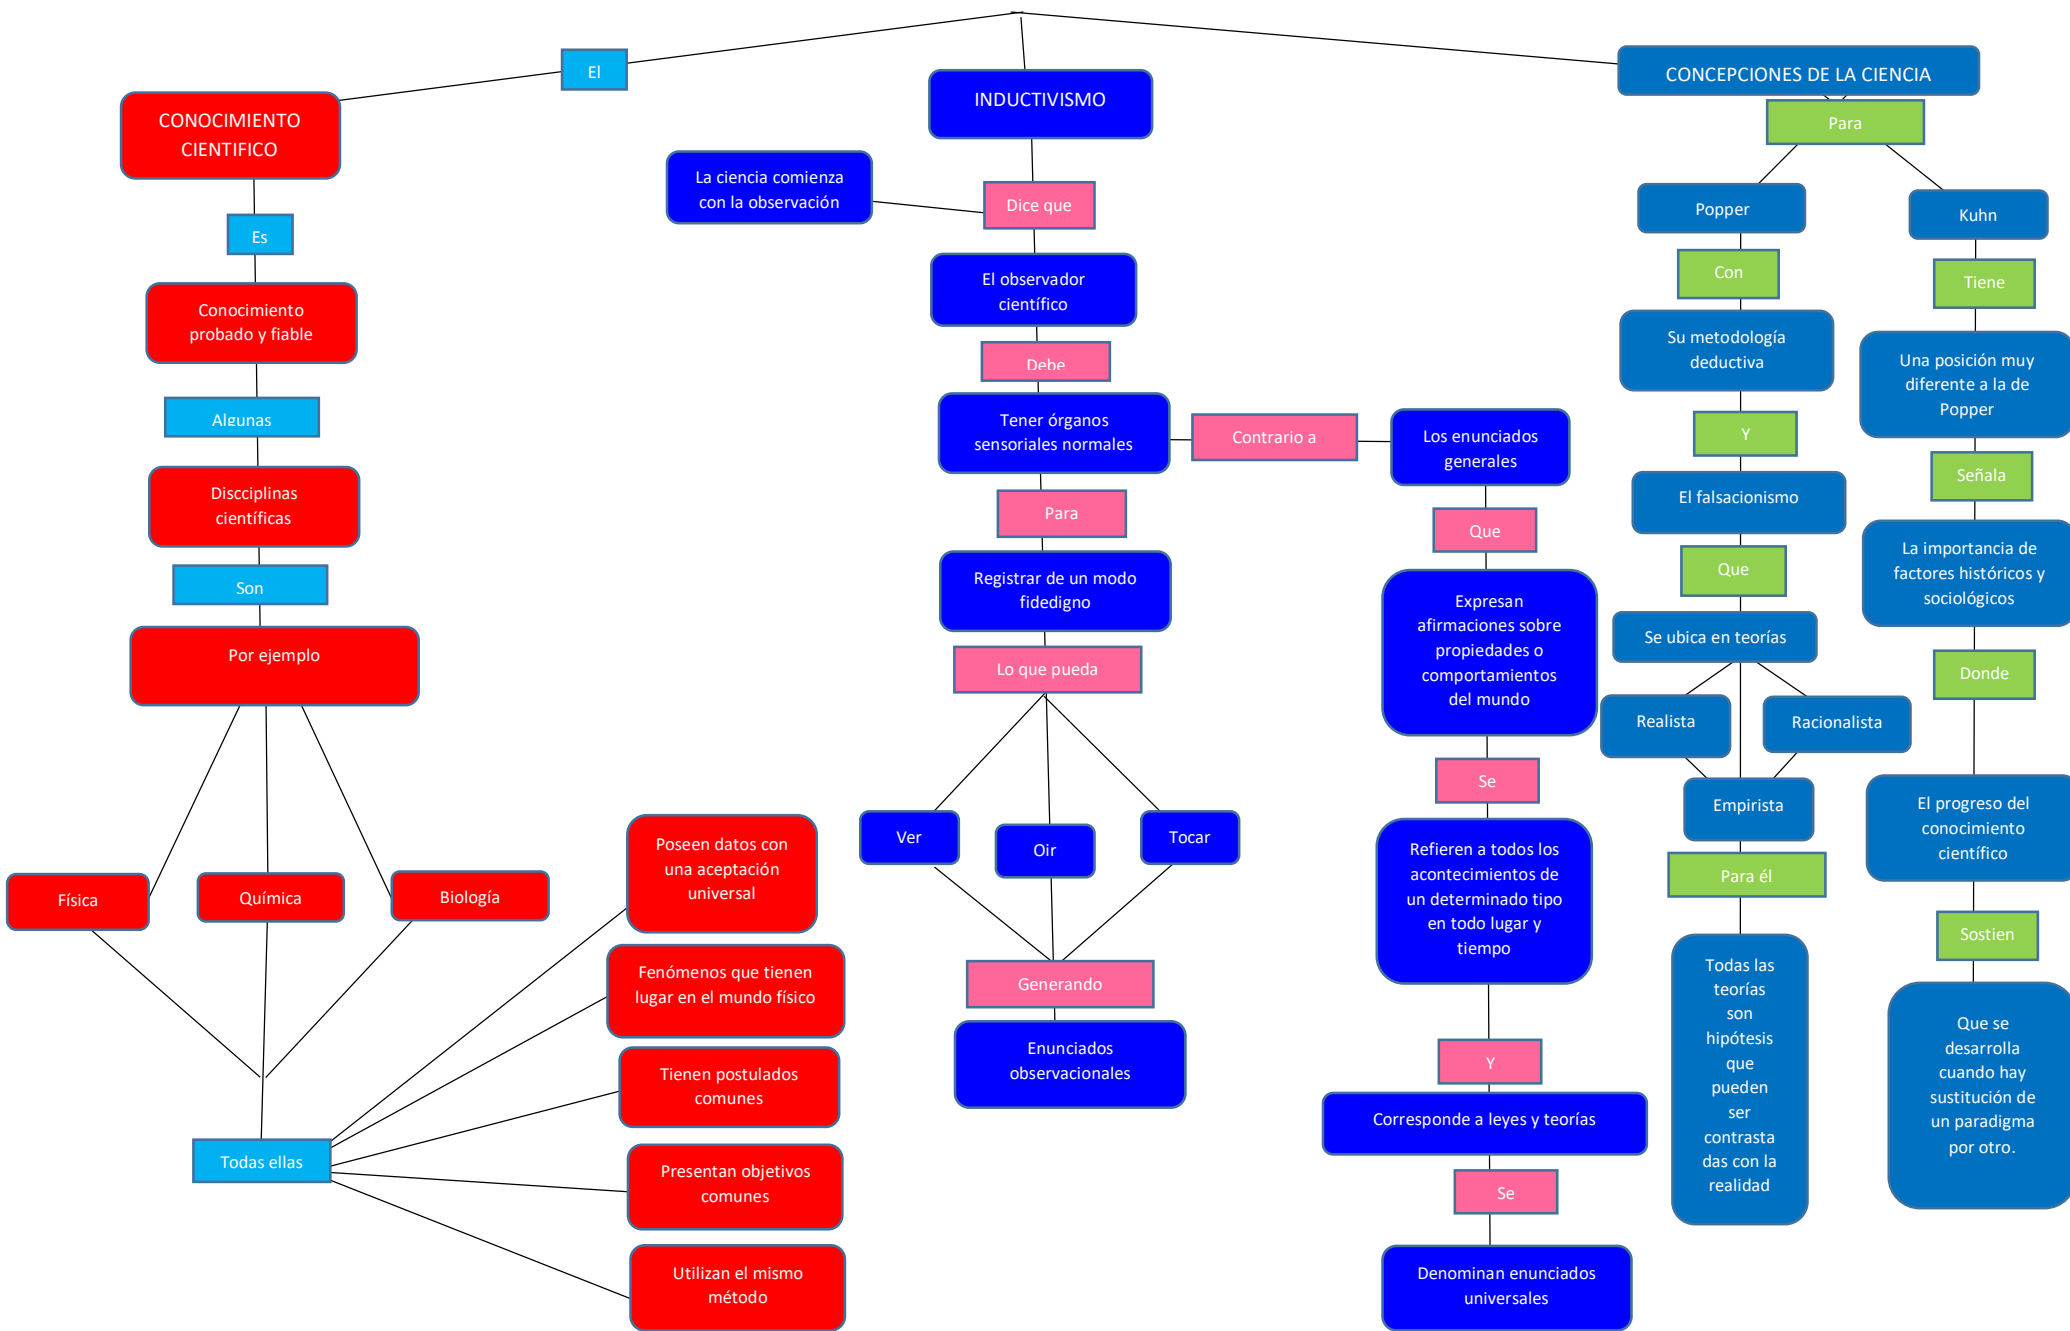 El
CONOCIMIENTO
CIENTIFICO
Es
Conocimiento
probado y fiable
Algunas
Discciplinas
científicas
Son
Por ejemplo
Física
Química
Biología
Todas ellas
Poseen datos con
una aceptación
universal
Fenómenos que tienen
lugar en el mundo físico
Tienen postulados
comunes
Presentan objetivos
comunes
Utilizan el mismo
método
INDUCTIVISMO
Dice que
La ciencia comienza
con la observación
El observador
científico
Debe
Tener órganos
sensoriales normales
Para
Registrar de un modo
fidedigno
Lo que pueda
Ver
Oir
Tocar
Generando
Enunciados
observacionales
Contrario a
Los enunciados
generales
Que
Expresan
afirmaciones sobre
propiedades o
comportamientos
del mundo
Se
Refieren a todos los
acontecimientos de
un determinado tipo
en todo lugar y
tiempo
Y
Corresponde a leyes y teorías
Se
Denominan enunciados
universales
CONCEPCIONES DE LA CIENCIA
Para
Popper
Con
Su metodología
deductiva
Y
El falsacionismo
Que
Se ubica en teorías
Realista
Racionalista
Empirista
Para él
Todas las
teorías
son
hipótesis
que
pueden
ser
contrasta
das con la
realidad
Kuhn
Tiene
Una posición muy
diferente a la de
Popper
Señala
La importancia de
factores históricos y
sociológicos
Donde
El progreso del
conocimiento
científico
Sostien
Que se
desarrolla
cuando hay
sustitución de
un paradigma
por otro.